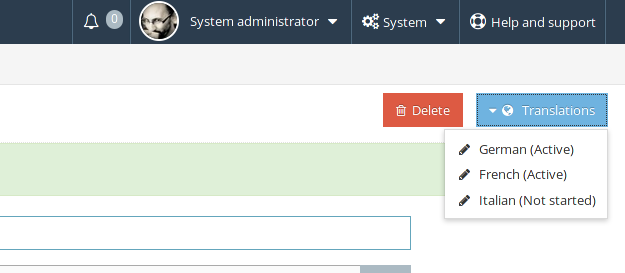 0 System administrator System Help and support
Delete Translations
German (Active)
French (Active)
Italian (Not started)